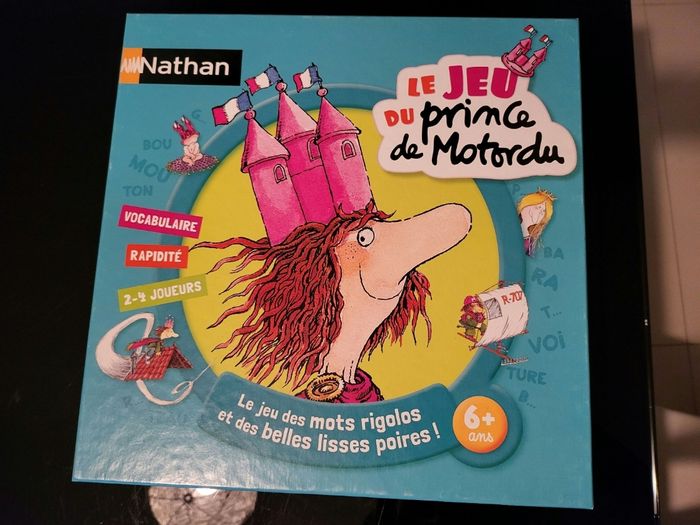 Nathan
LE JEU
DU prince
de Motordu
BOU
MOU
TON
VOCABULAIRE
RAPIDITÉ
2-4 JOUEURS
R-707
BA
RA
T...
VOI
TURE
B...
Le jeu des mots rigolos
et des belles lisses poires !
6+
ans